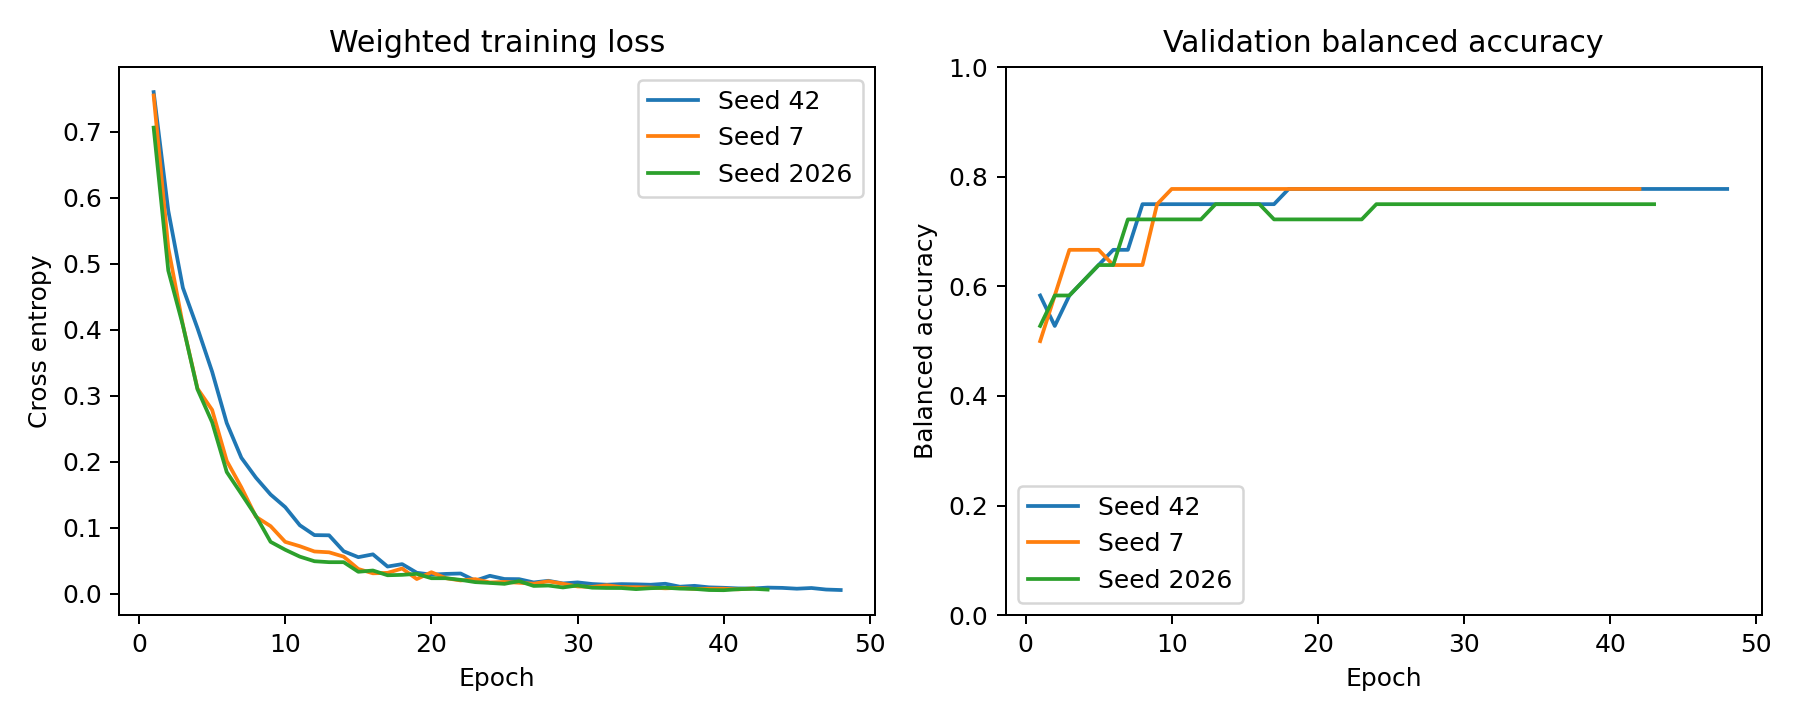 Weighted training loss
Cross entropy
0.7
0.6
0.5
0.4
0.3
0.2
0.1
0.0
0 10 20 30 40 50
Epoch
Seed 42
Seed 7
Seed 2026
Validation balanced accuracy
Balanced accuracy
1.0
0.8
0.6
0.4
0.2
0.0
0 10 20 30 40 50
Epoch
Seed 42
Seed 7
Seed 2026